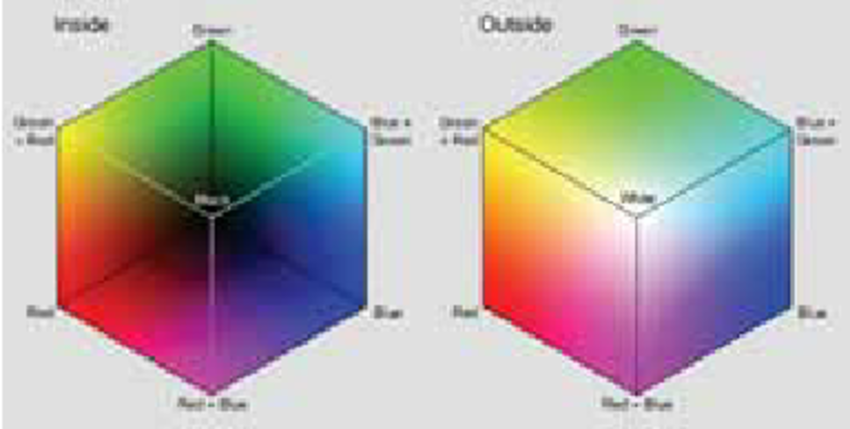 Inside
Outside
Green
Green
Green
+ Red
Blue +
Green
Green
+ Red
Blue +
Green
Black
White
Red
Blue
Red
Blue
Red + Blue
Red + Blue